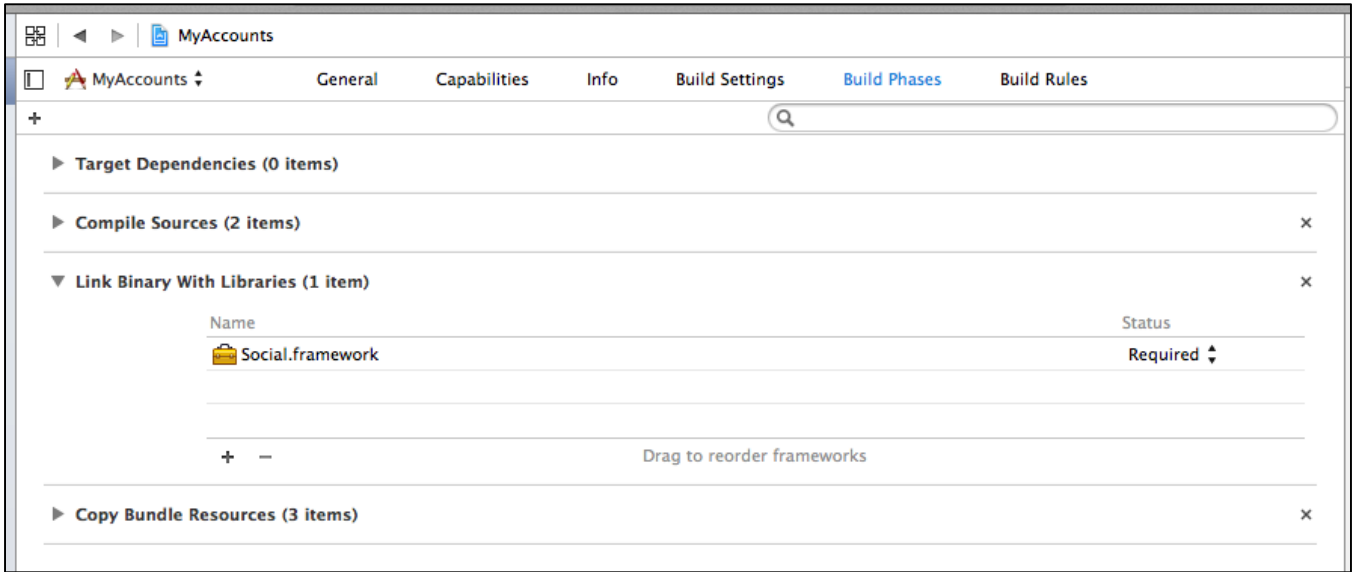 MyAccounts
MyAccounts General Capabilities Info Build Settings Build Phases Build Rules
+
Target Dependencies (0 items)
Compile Sources (2 items) ×
Link Binary With Libraries (1 item) ×
Name Status
Social.framework Required
+ − Drag to reorder frameworks
Copy Bundle Resources (3 items) ×